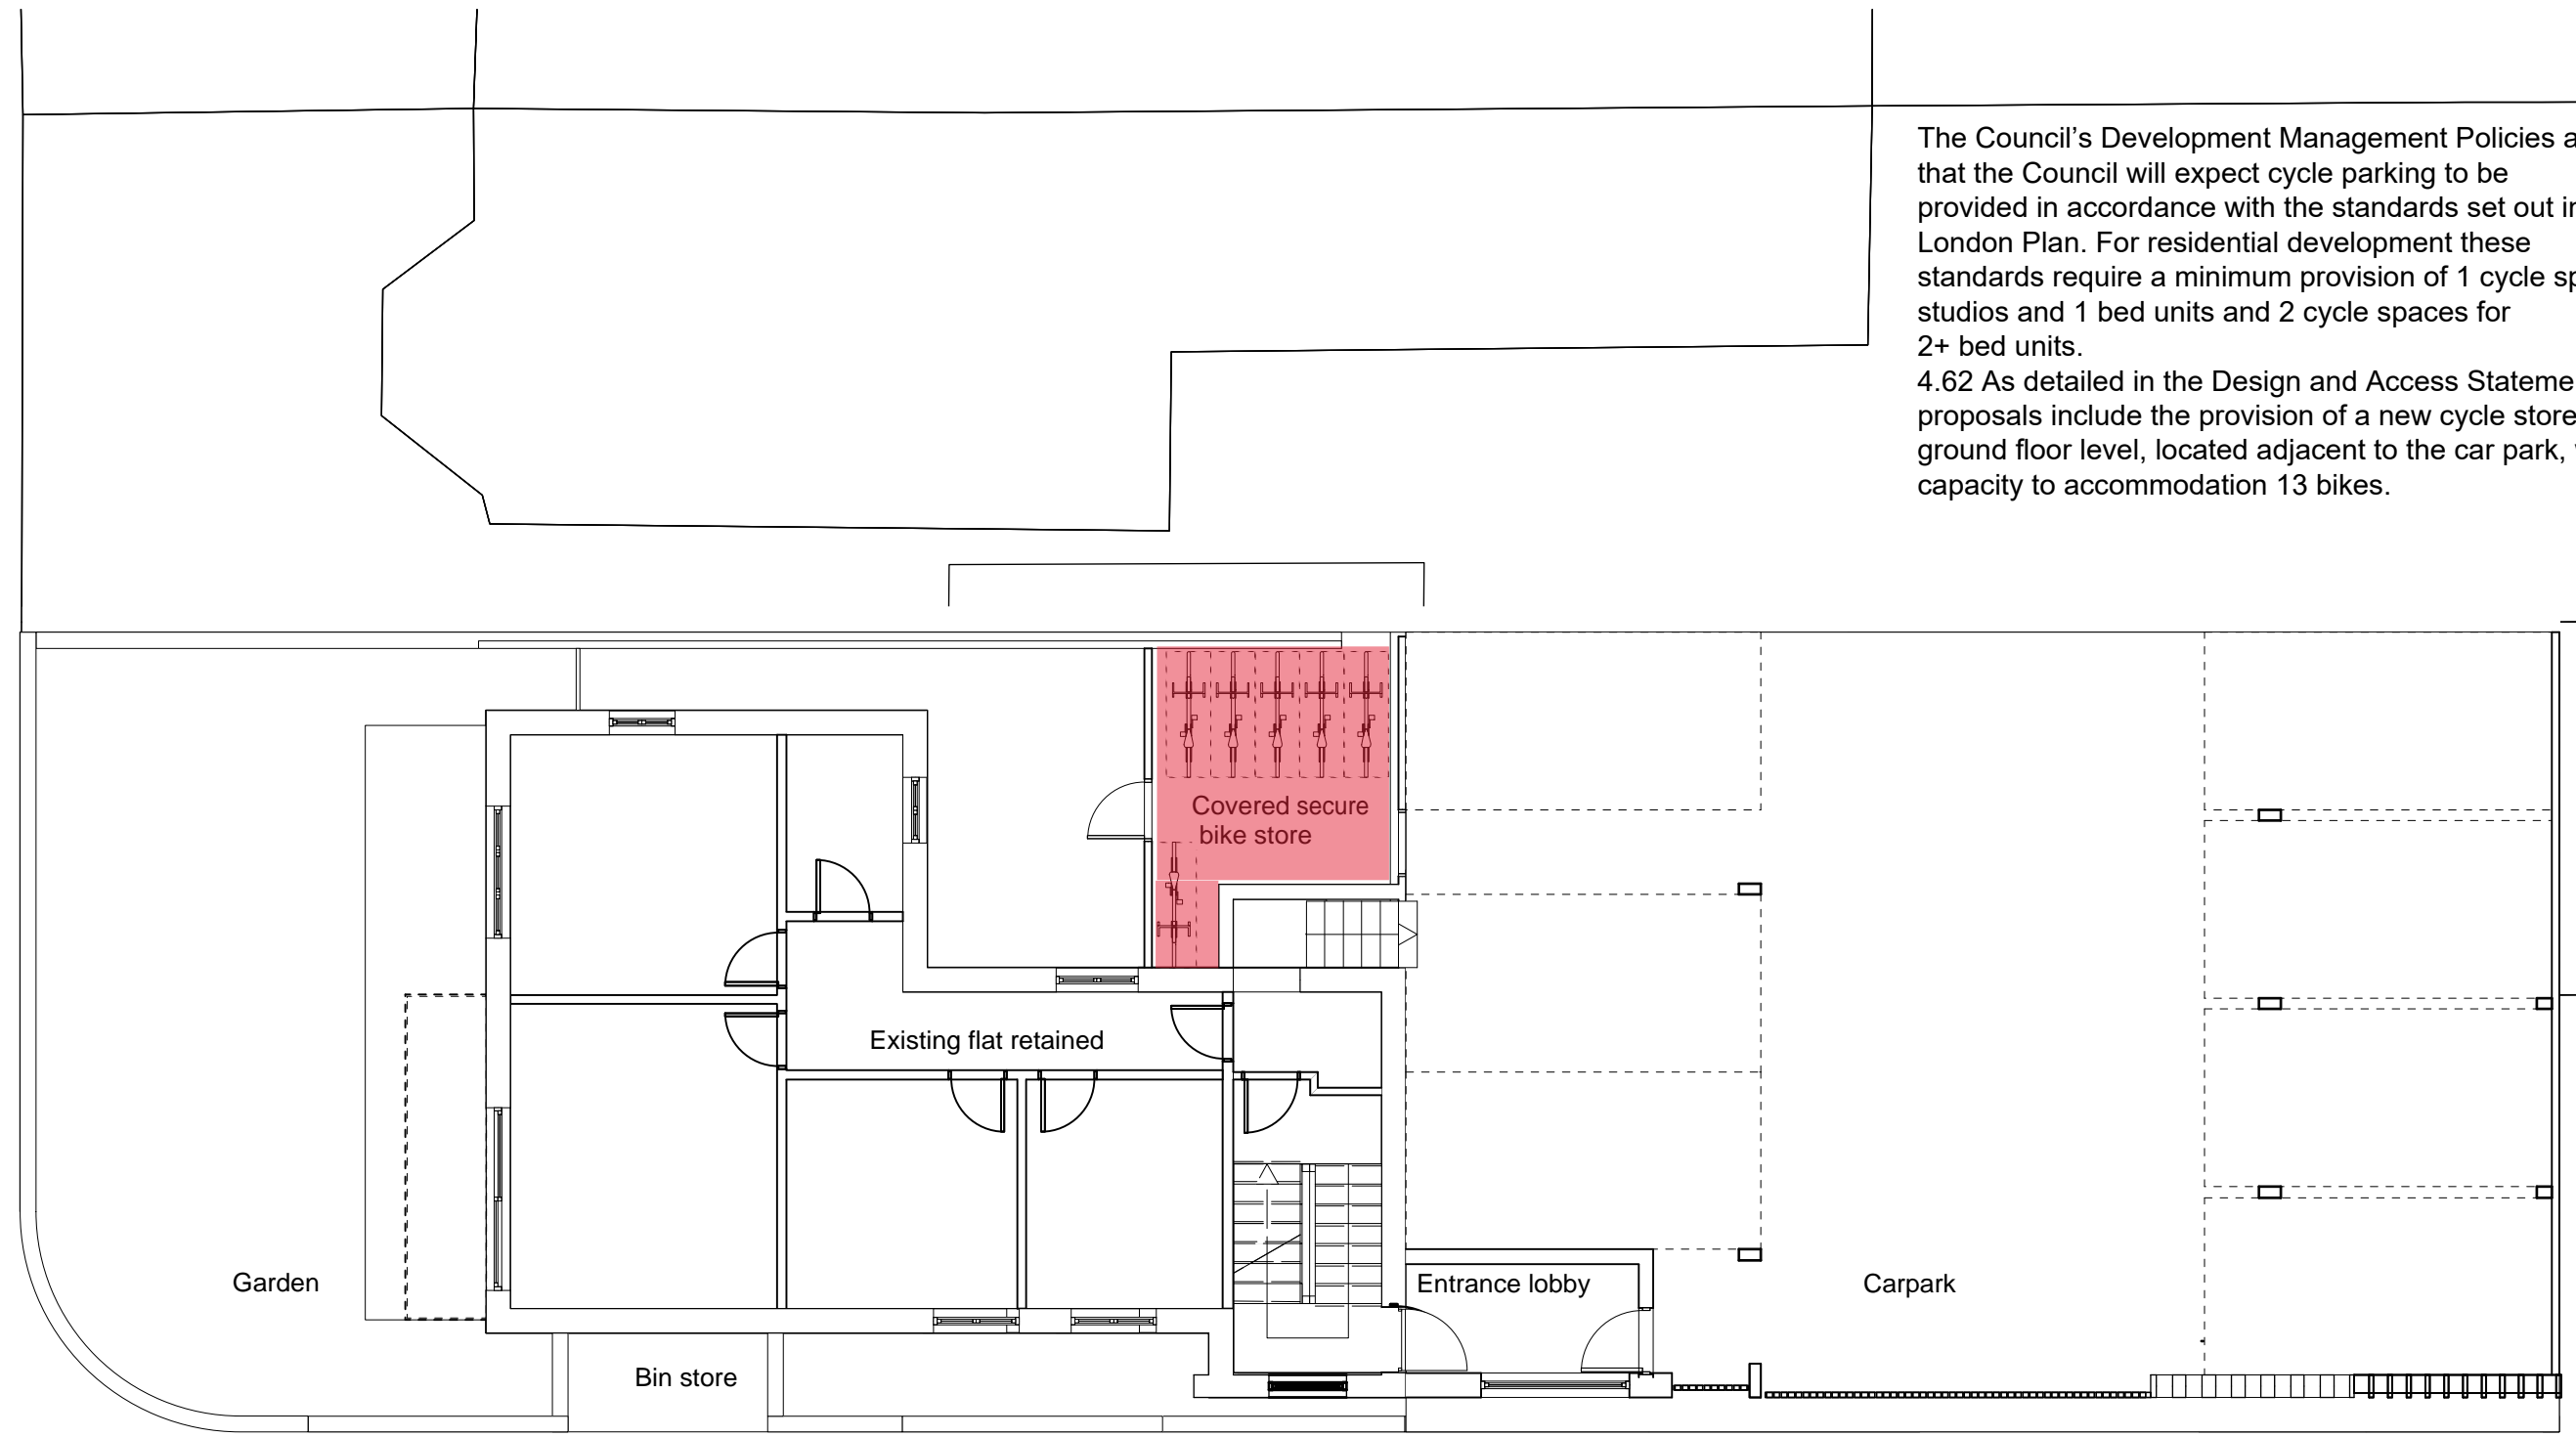 The Council’s Development Management Policies a
that the Council will expect cycle parking to be
provided in accordance with the standards set out in
London Plan. For residential development these
standards require a minimum provision of 1 cycle sp
studios and 1 bed units and 2 cycle spaces for
2+ bed units.
4.62 As detailed in the Design and Access Stateme
proposals include the provision of a new cycle store
ground floor level, located adjacent to the car park,
capacity to accommodation 13 bikes.
Covered secure
bike store
Existing flat retained
Garden
Entrance lobby
Carpark
Bin store